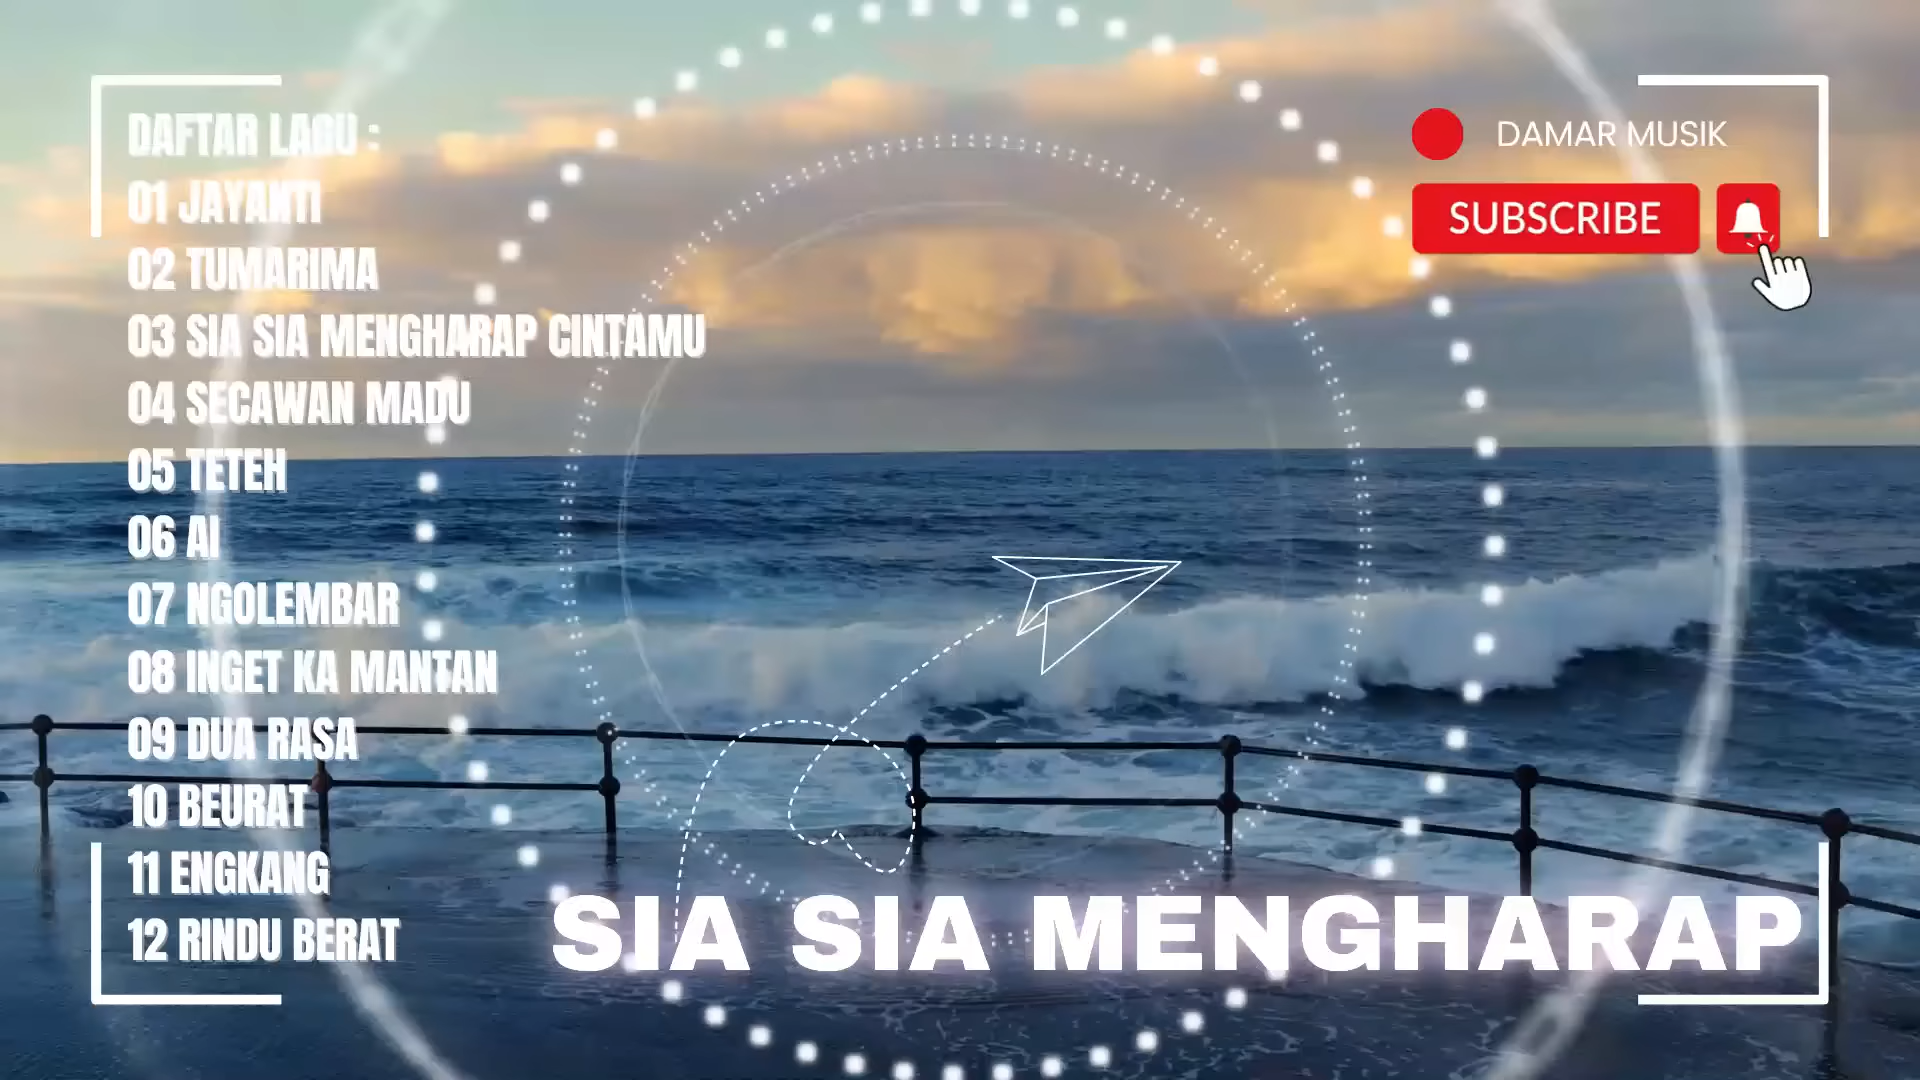 DAFTAR LAGU :
01 JAYANTI
02 TUMARIMA
03 SIA SIA MENGHARAP CINTAMU
04 SECAWAN MADU
05 TETEH
06 AI
07 NGOLEMBAR
08 INGET KA MANTAN
09 DUA RASA
10 BEURAT
11 ENGKANG
12 RINDU BERAT
DAMAR MUSIK
SUBSCRIBE
SIA SIA MENGHARAP